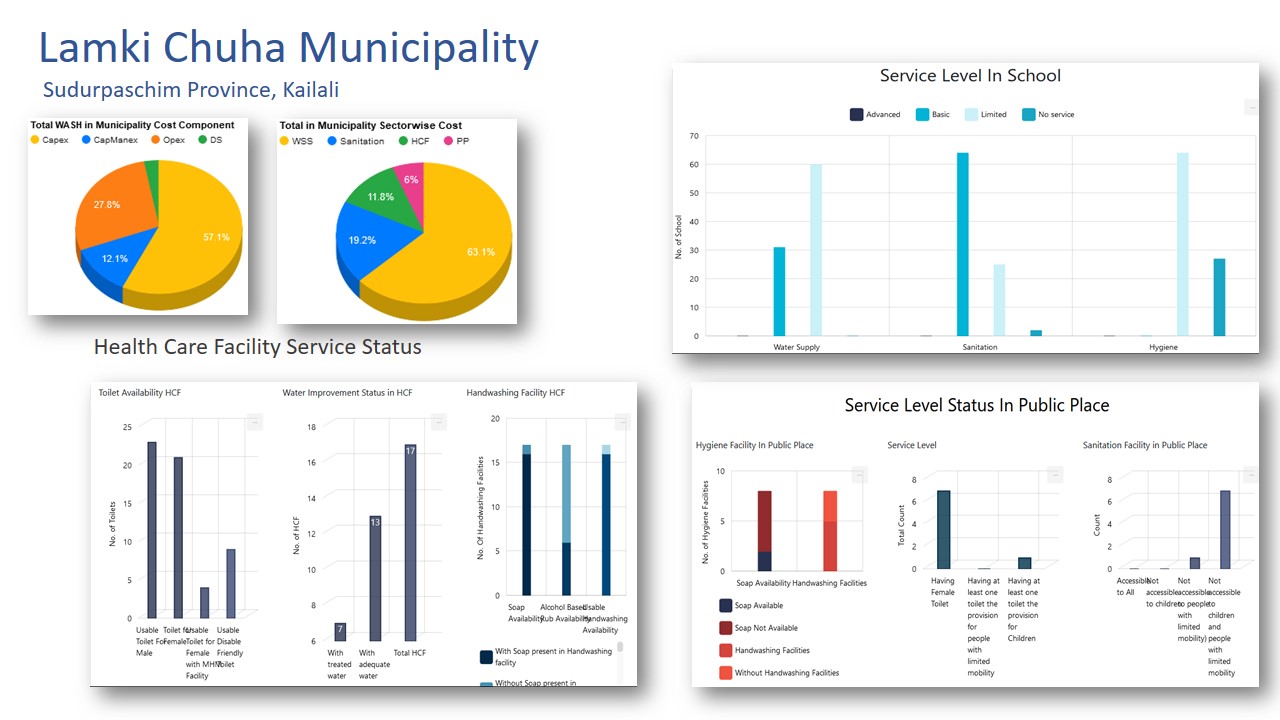 Lamki Chuha Municipality
Sudurpaschim Province, Kailali
Total WASH in Municipality Cost Component
Capex CapManex Opex DS
27.8%
57.1%
12.1%
Total in Municipality Sectorwise Cost
WSS Sanitation HCF PP
6%
11.8%
19.2%
63.1%
Service Level In School
Advanced Basic Limited No service
No. of School
70
60
50
40
30
20
10
0
Water Supply Sanitation Hygiene
Health Care Facility Service Status
Toilet Availability HCF
No. of Toilets
25
20
15
10
5
0
Usable
Toilet For
Male
Toilet for
Female
Usable
Toilet for
Female
with MHM
Facility
Usable
Disable
Friendly
Toilet
Water Improvement Status in HCF
No. of HCF
18
16
14
12
10
8
6
7
13
17
With
treated
water
With
adequate
water
Total HCF
Handwashing Facility HCF
No. Of Handwashing Facilities
20
15
10
5
0
Soap
Availability
Alcohol Based
Rub Availability
Usable
Handwashing
Availability
With Soap present in Handwashing
facility
Without Soap present in
Service Level Status In Public Place
Hygiene Facility In Public Place
No. of Hygiene Facilities
10
5
0
Soap Availability Handwashing Facilities
Soap Available
Soap Not Available
Handwashing Facilities
Without Handwashing Facilities
Service Level
Total Count
8
6
4
2
0
Having
Female
Toilet
Having at
least one
toilet the
provision
for
people
with
limited
mobility
Having at
least one
toilet the
provision
for
Children
Sanitation Facility in Public Place
Count
8
6
4
2
0
Accessible
to All
Not
accessible
to children
Not
accessible
to people
with
limited
mobility)
Not
accessible
to
children
and
people
with
limited
mobility